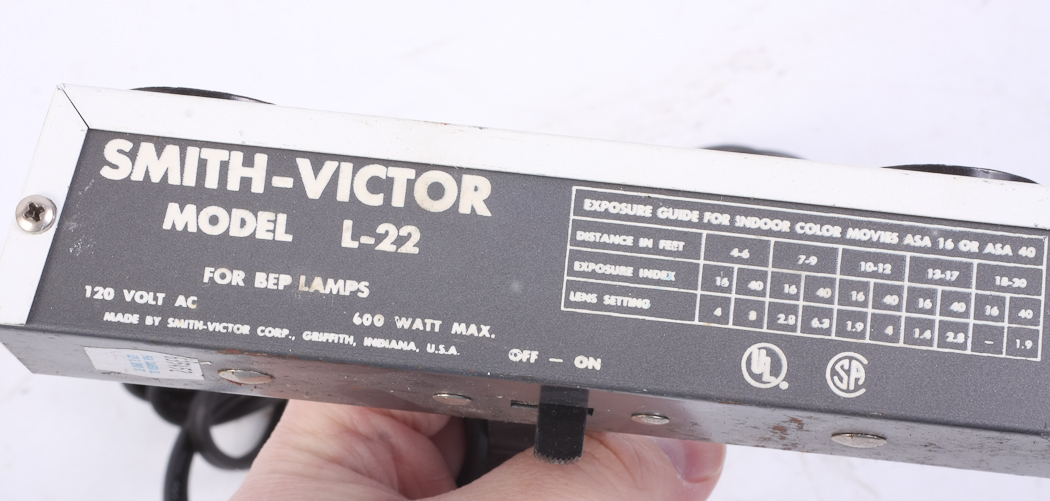 SMITH-VICTOR
MODEL L-22
FOR BEP LAMPS
120 VOLT AC
600 WATT MAX.
MADE BY SMITH-VICTOR CORP., GRIFFITH, INDIANA, U.S.A.
OFF — ON
EXPOSURE GUIDE FOR INDOOR COLOR MOVIES ASA 16 OR ASA 40
DISTANCE IN FEET 4-6 7-9 10-12 13-17 18-20
EXPOSURE INDEX 16 40 16 40 16 40 16 40 16 40
LENS SETTING 4 8 2.8 6.3 1.9 4 1.4 2.8 — 1.9
UL ® SA